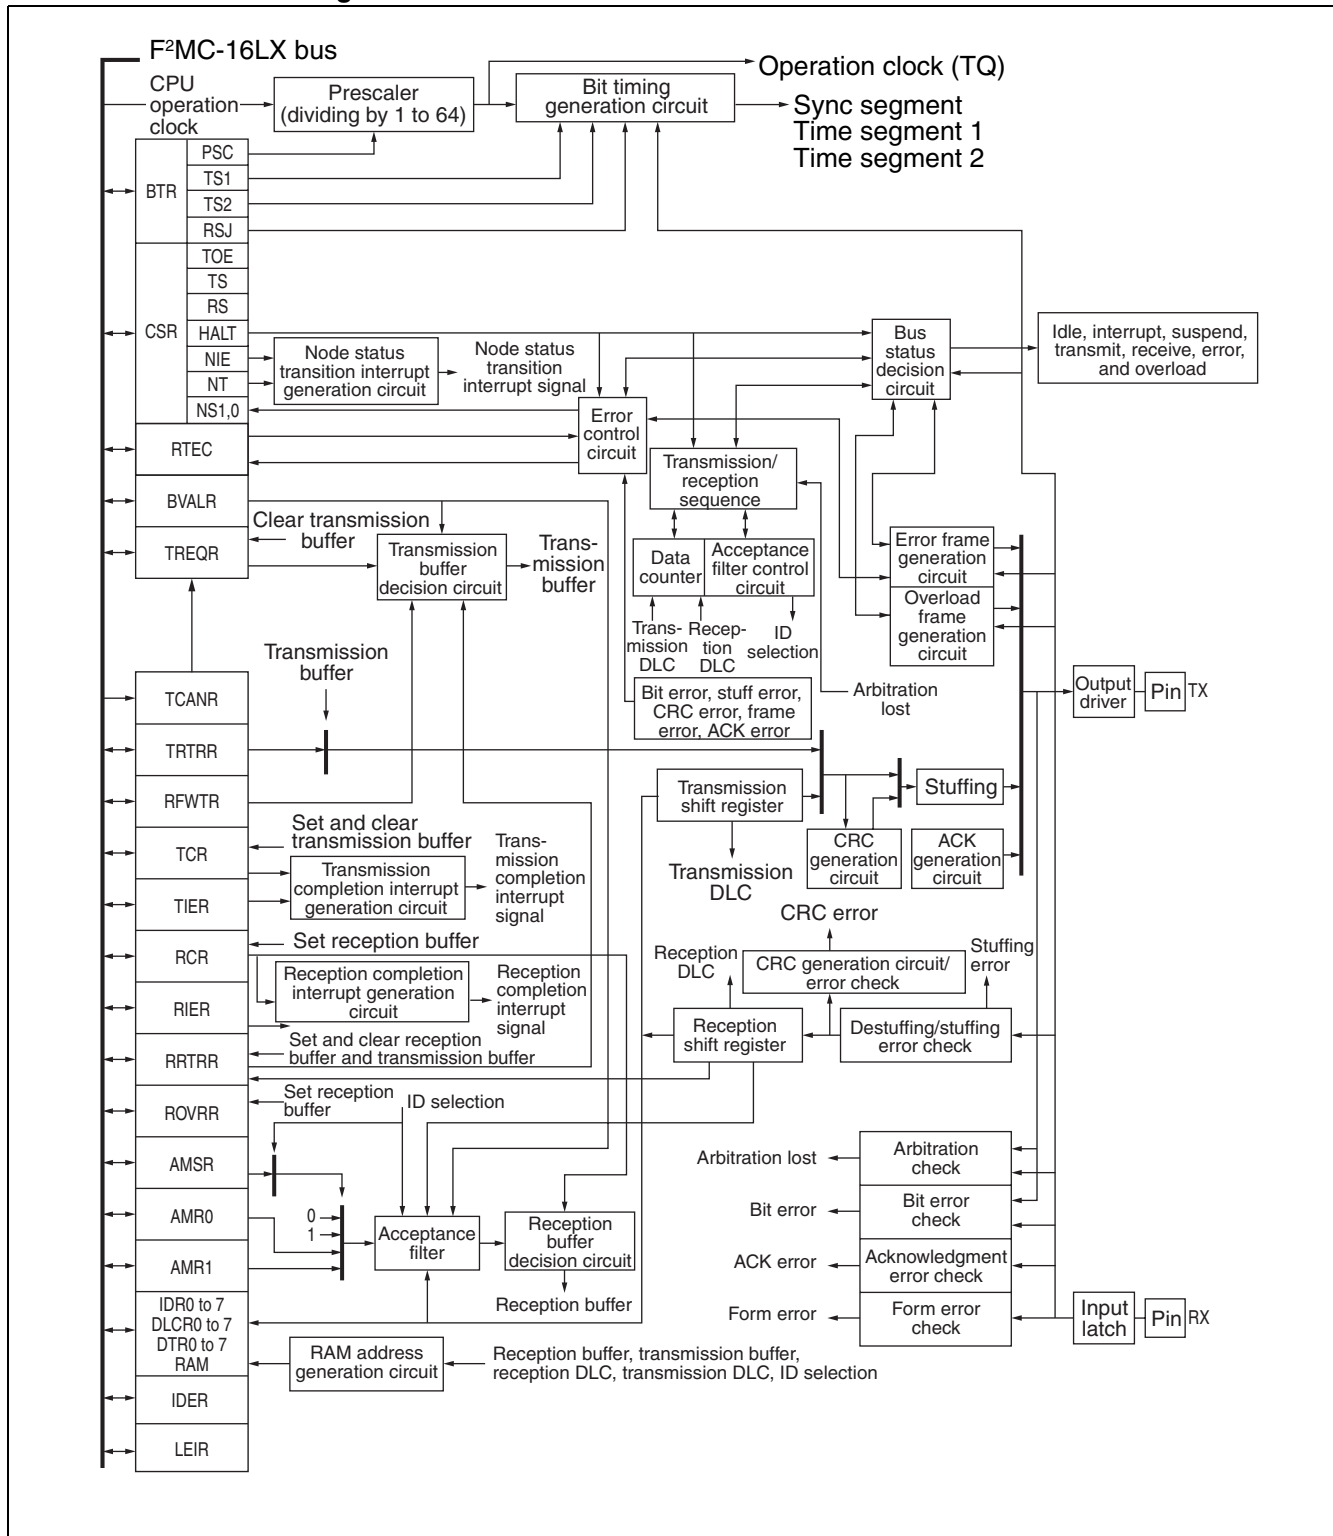 F²MC-16LX bus
CPU
operation
clock
Prescaler
(dividing by 1 to 64)
Bit timing
generation circuit
Operation clock (TQ)
Sync segment
Time segment 1
Time segment 2
BTR
PSC
TS1
TS2
RSJ
CSR
TOE
TS
RS
HALT
NIE
NT
NS1,0
Node status
transition interrupt
generation circuit
Node status
transition
interrupt signal
Bus
status
decision
circuit
Idle, interrupt, suspend,
transmit, receive, error,
and overload
Error
control
circuit
RTEC
BVALR
TREQR
Clear transmission
buffer
Transmission
buffer
decision circuit
Trans-
mission
buffer
Transmission/
reception
sequence
Data
counter
Acceptance
filter control
circuit
Trans-
mission
DLC
Recep-
tion
DLC
ID
selection
Error frame
generation
circuit
Overload
frame
generation
circuit
Bit error, stuff error,
CRC error, frame
error, ACK error
Arbitration
lost
Output
driver
Pin
TX
Transmission
buffer
TCANR
TRTRR
RFWTR
TCR
TIER
RCR
RIER
RRTRR
ROVRR
AMSR
AMR0
AMR1
IDR0 to 7
DLCR0 to 7
DTR0 to 7
RAM
IDER
LEIR
Transmission
shift register
Transmission
DLC
Stuffing
CRC
generation
circuit
ACK
generation
circuit
Set and clear
transmission buffer
Transmission
completion interrupt
generation circuit
Trans-
mission
completion
interrupt
signal
Set reception buffer
Reception completion
interrupt generation
circuit
Reception
completion
interrupt
signal
Set and clear reception
buffer and transmission buffer
Set reception
buffer
ID selection
CRC error
Reception
DLC
CRC generation circuit/
error check
Stuffing
error
Reception
shift register
Destuffing/stuffing
error check
0
1
Acceptance
filter
Reception
buffer
decision circuit
Reception buffer
RAM address
generation circuit
Reception buffer, transmission buffer,
reception DLC, transmission DLC, ID selection
Arbitration lost
Arbitration
check
Bit error
Bit error
check
ACK error
Acknowledgment
error check
Form error
Form error
check
Input
latch
Pin
RX